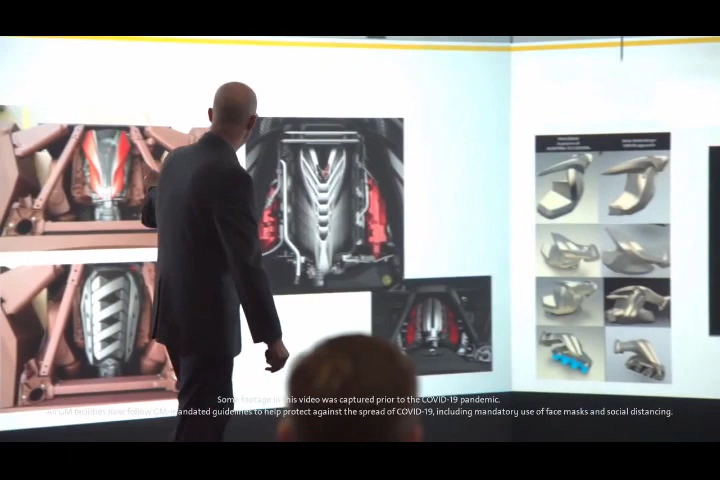 Some footage in this video was captured prior to the COVID-19 pandemic.
All GM facilities now follow GM-mandated guidelines to help protect against the spread of COVID-19, including mandatory use of face masks and social distancing.